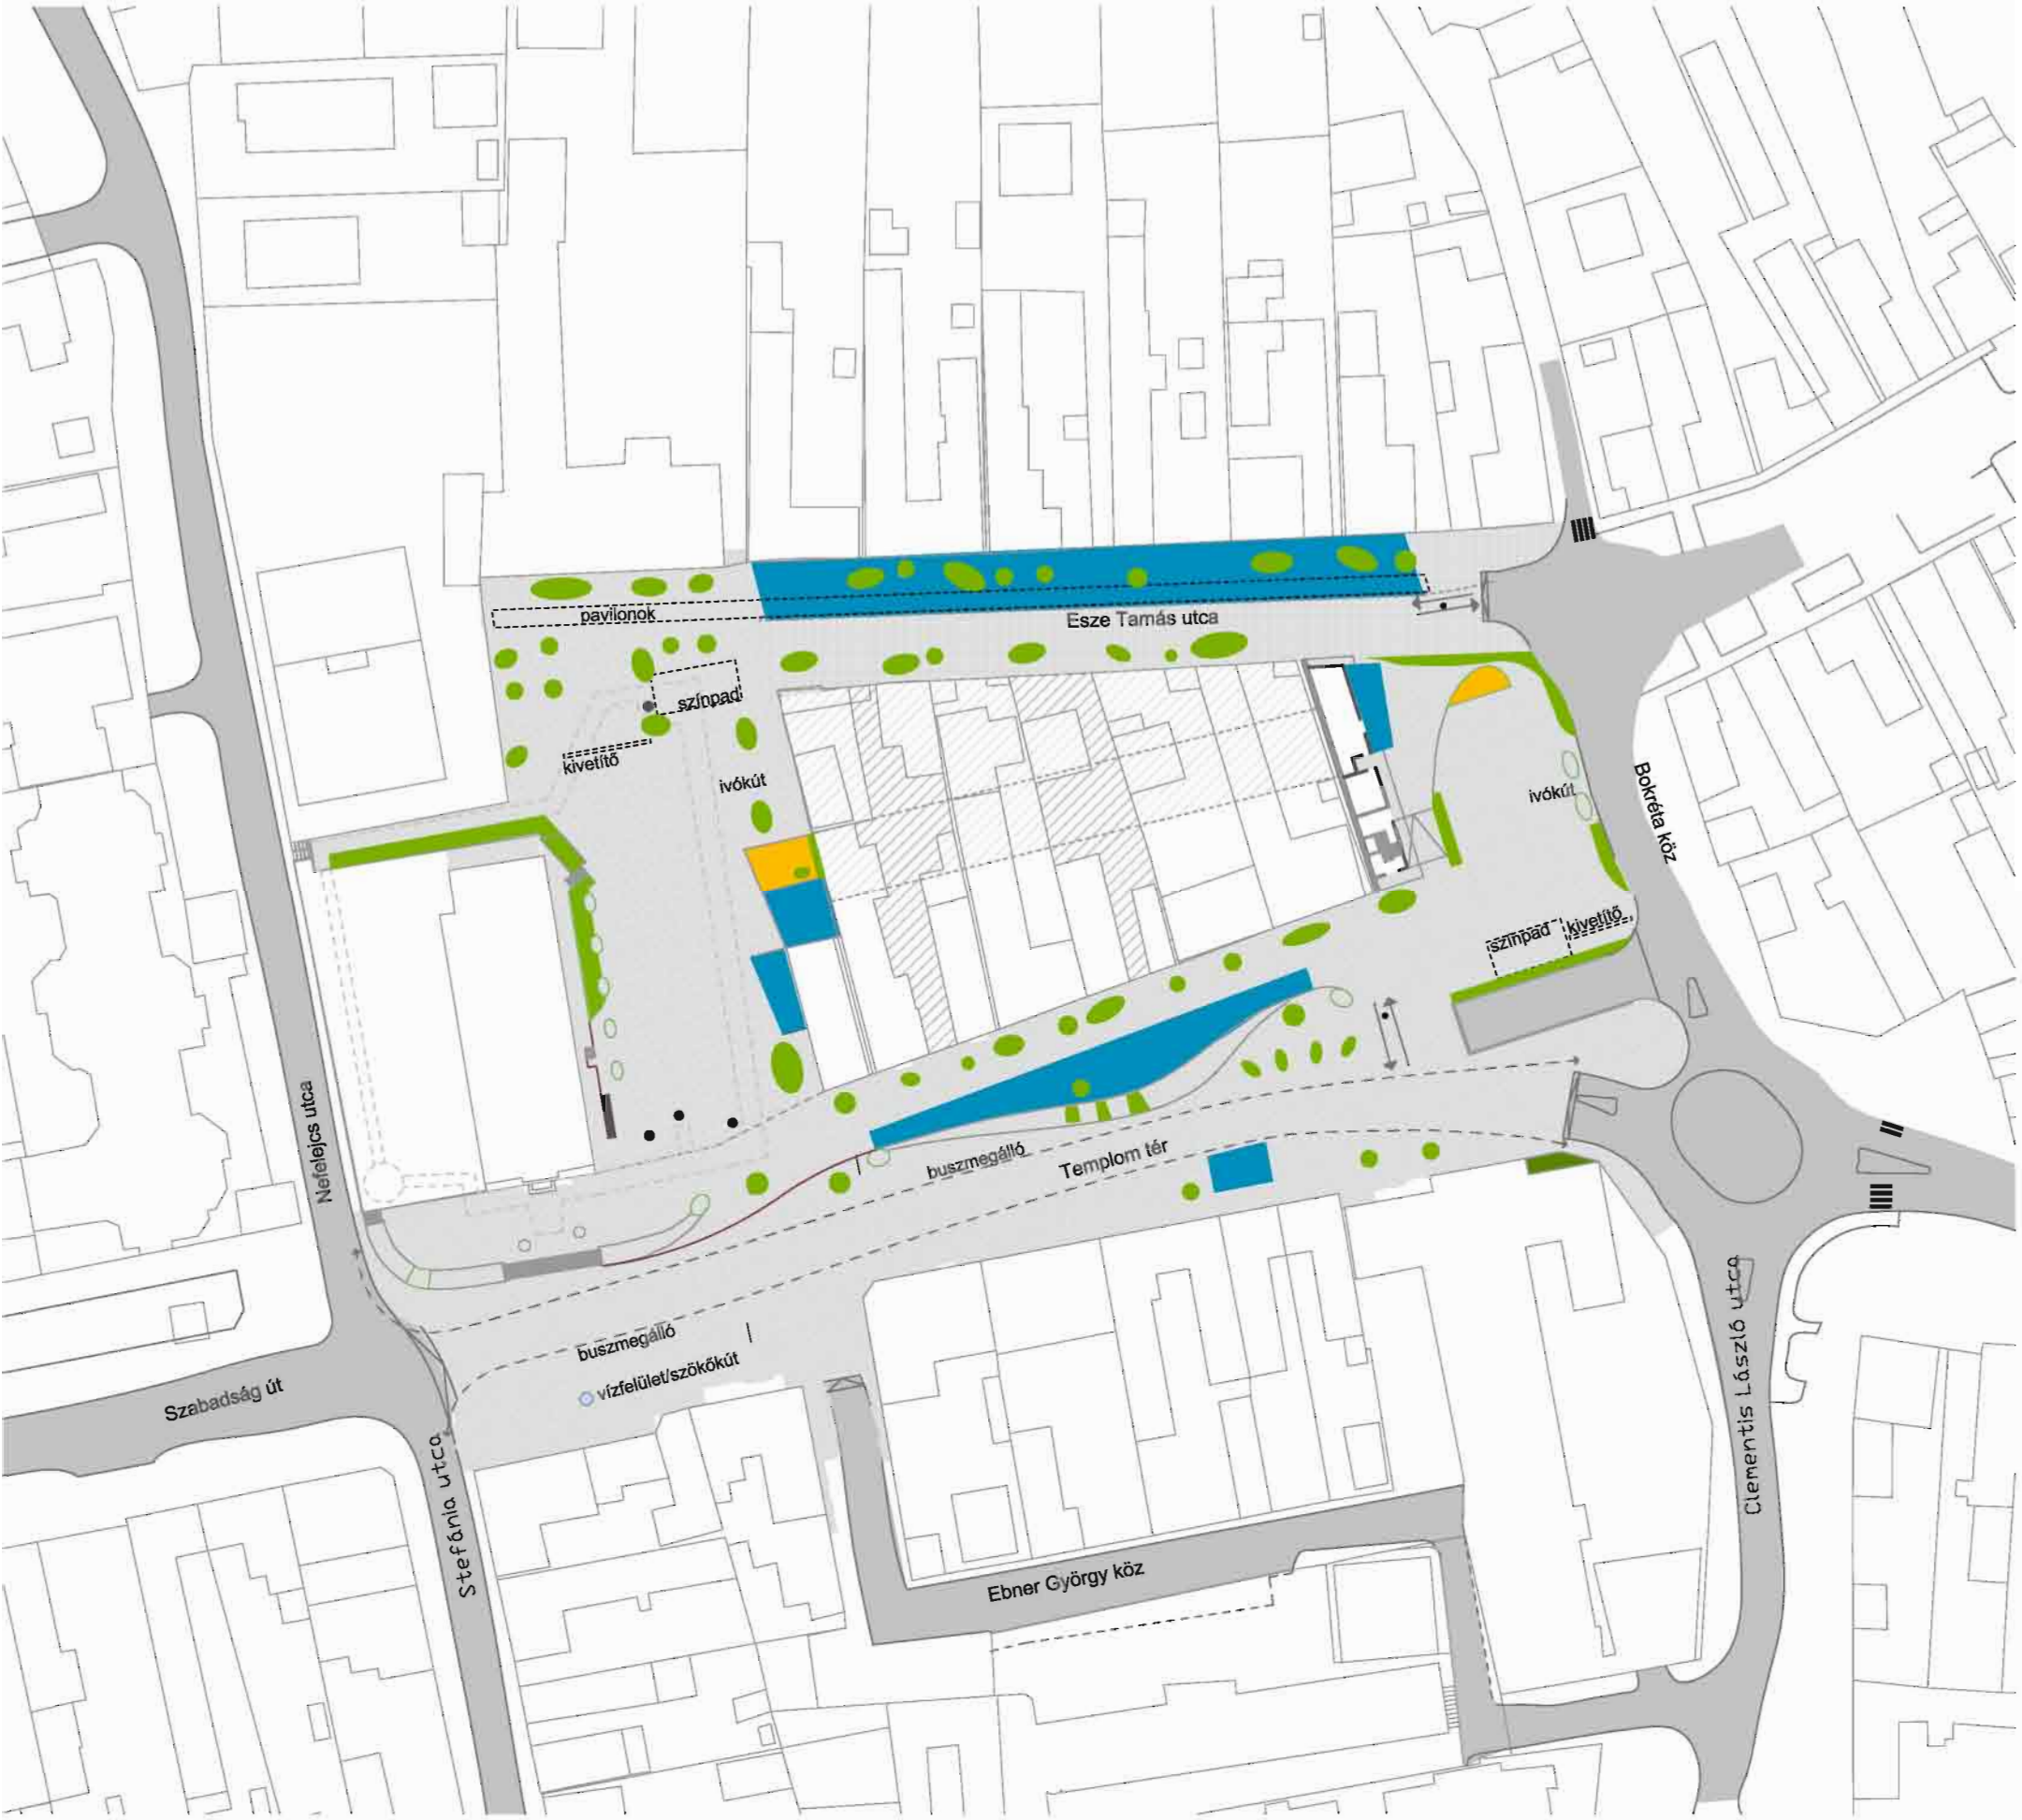 pavilonok
Esze Tamás utca
színpad
kivetítő
ivókút
ivókút
Bokréta köz
színpad
kivetítő
Nefelejcs utca
buszmegálló
Templom tér
buszmegálló
vízfelület/szökőkút
Szabadság út
Stefánia utca
Clementis László utca
Ebner György köz